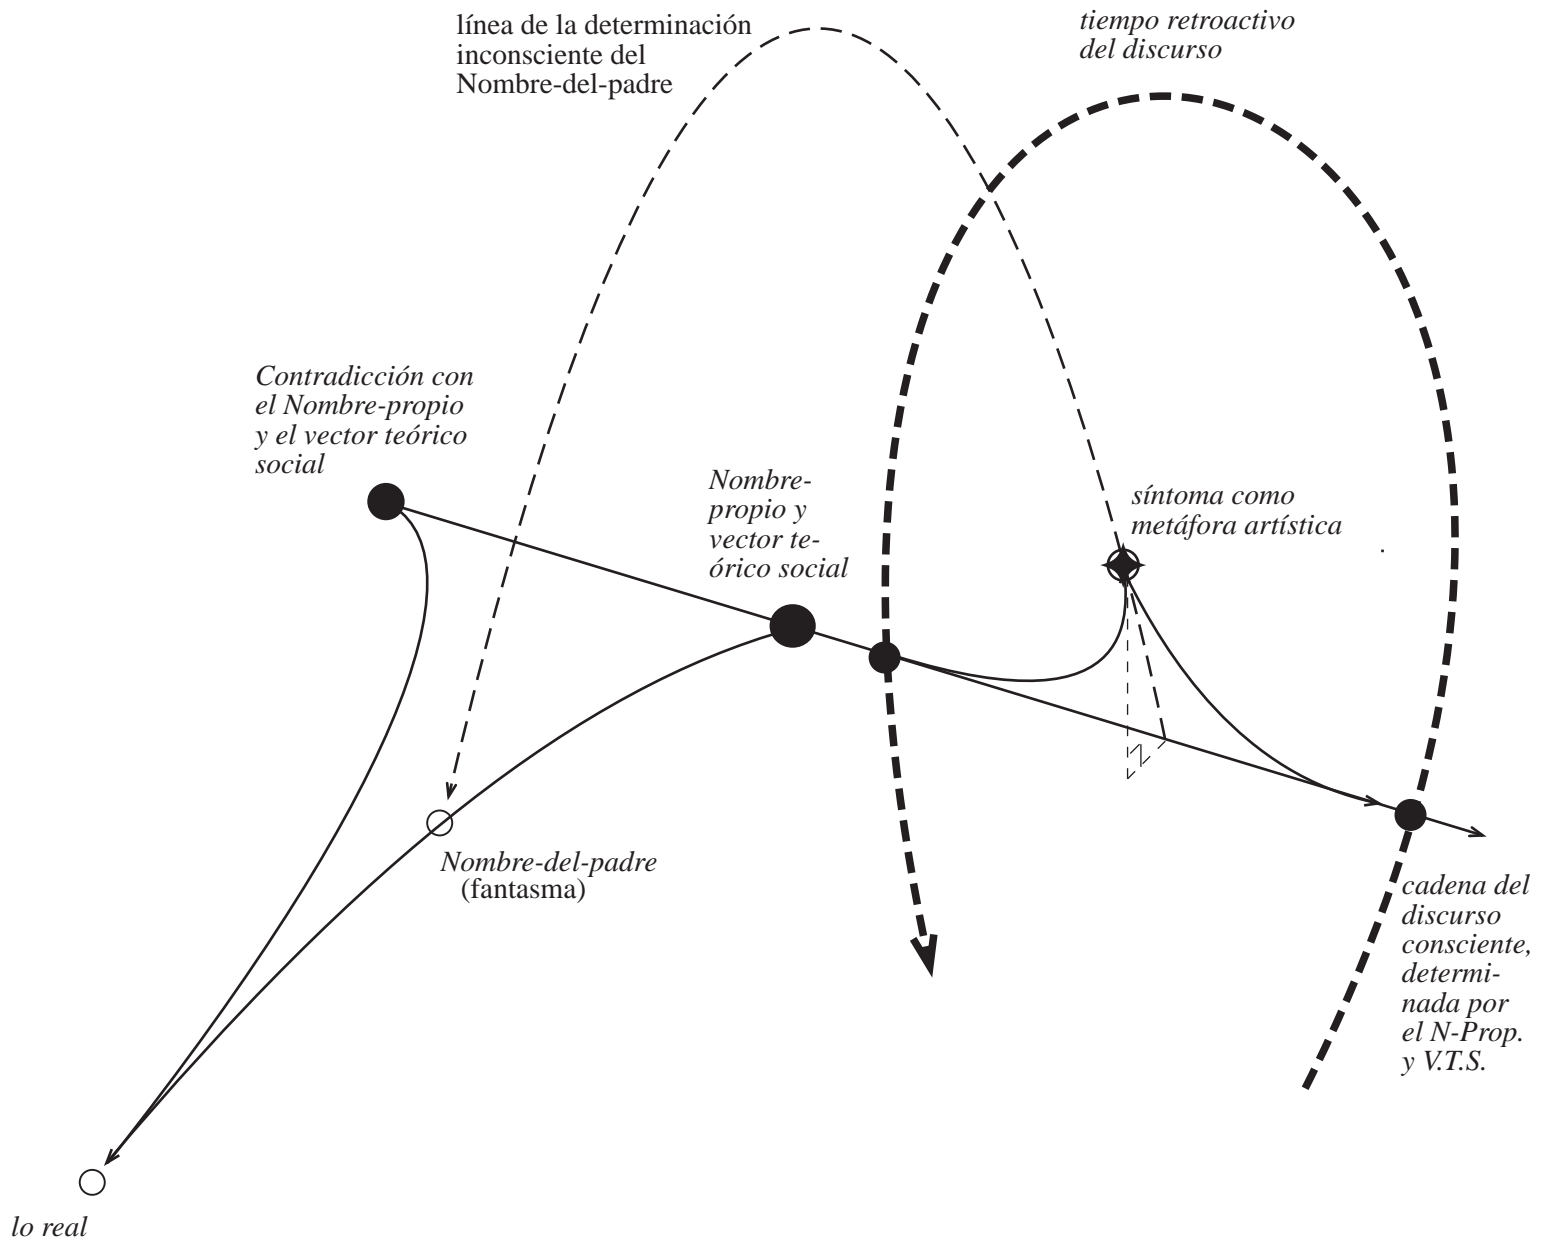 línea de la determinación
inconsciente del
Nombre-del-padre
tiempo retroactivo
del discurso
Contradicción con
el Nombre-propio
y el vector teórico
social
Nombre-
propio y
vector te-
órico social
síntoma como
metáfora artística
Nombre-del-padre
(fantasma)
cadena del
discurso
consciente,
determi-
nada por
el N-Prop.
y V.T.S.
lo real